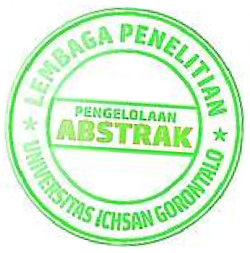 LEMBAGA PENELITIAN
PENGELOLAAN
ABSTRAK
UNIVERSITAS ICHSAN GORONTALO